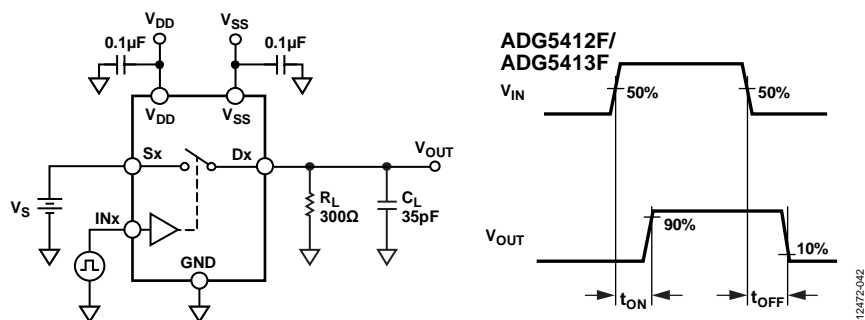 VDD
VSS
0.1µF
0.1µF
VDD
VSS
Sx
Dx
VOUT
VS
INx
RL
300Ω
CL
35pF
GND
ADG5412F/
ADG5413F
VIN
50%
50%
VOUT
90%
10%
tON
tOFF
12472-042